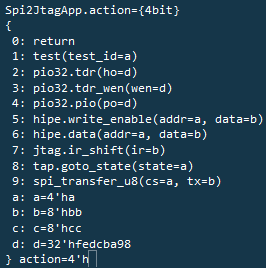 Spi2JtagApp.action={4bit}
{
0: return
1: test(test_id=a)
2: pio32.tdr(ho=d)
3: pio32.tdr_wen(wen=d)
4: pio32.pio(po=d)
5: hipe.write_enable(addr=a, data=b)
6: hipe.data(addr=a, data=b)
7: jtag.ir_shift(ir=b)
8: tap.goto_state(state=a)
9: spi_transfer_u8(cs=a, tx=b)
a: a=4'ha
b: b=8'hbb
c: c=8'hcc
d: d=32'hfedcba98
} action=4'h